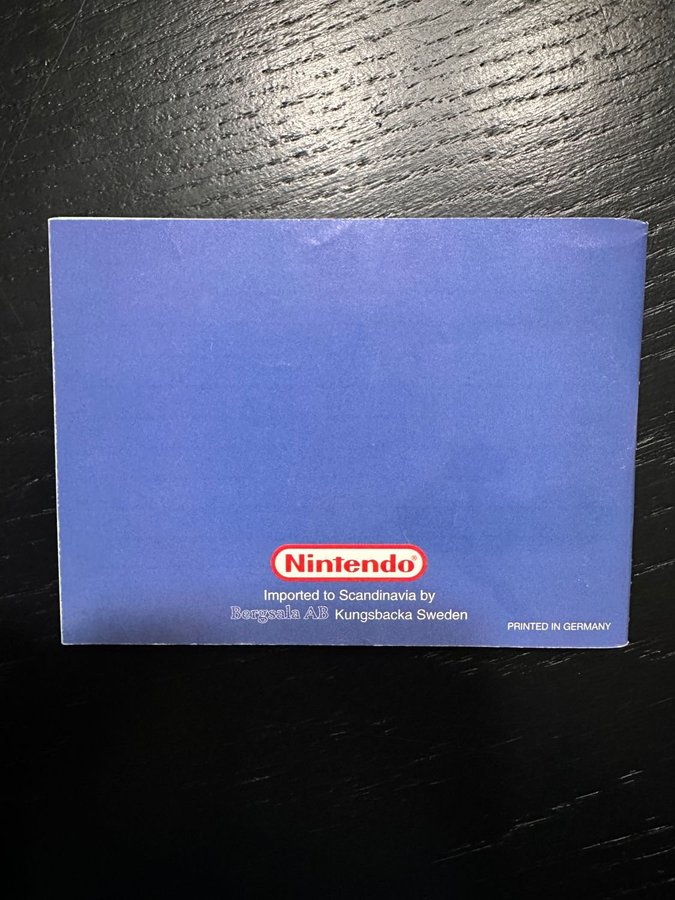 Nintendo®
Imported to Scandinavia by
Bergsala AB Kungsbacka Sweden
PRINTED IN GERMANY